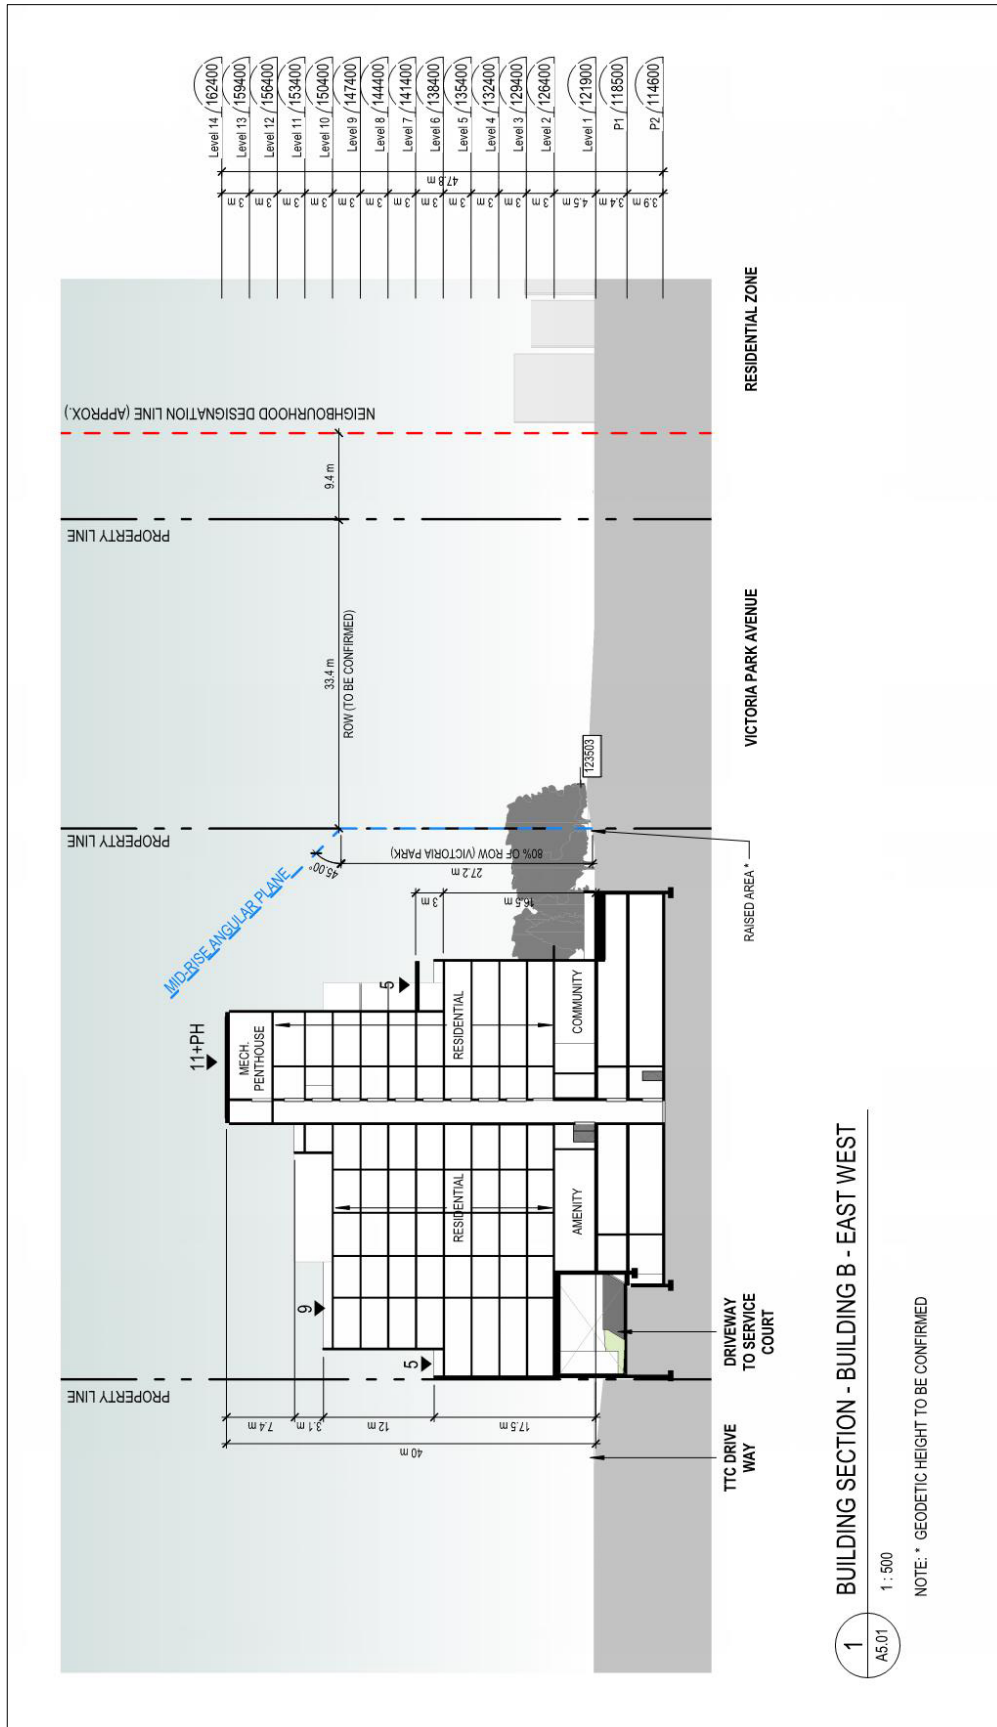 Level 14 162400
Level 13 159400
Level 12 156400
Level 11 153400
Level 10 150400
Level 9 147400
Level 8 144400
Level 7 141400
Level 6 138400
Level 5 135400
Level 4 132400
Level 3 129400
Level 2 126400
Level 1 121900
P1 118500
P2 114600
47.8 m
3 m
3 m
3 m
3 m
3 m
3 m
3 m
3 m
3 m
3 m
3 m
3 m
4.5 m
3.4 m
3.9 m
NEIGHBOURHOOD DESIGNATION LINE (APPROX.)
9.4 m
PROPERTY LINE
33.4 m
ROW (TO BE CONFIRMED)
PROPERTY LINE
MID-RISE ANGULAR PLANE
45.00°
27.2 m
80% OF ROW (VICTORIA PARK)
3 m
16.5 m
123503
RAISED AREA *
11+PH
5
MECH.
PENTHOUSE
RESIDENTIAL
COMMUNITY
RESIDENTIAL
AMENITY
9
5
PROPERTY LINE
7.4 m
3.1 m
12 m
17.5 m
40 m
TTC DRIVE
WAY
DRIVEWAY
TO SERVICE
COURT
VICTORIA PARK AVENUE
RESIDENTIAL ZONE
1
A5.01
BUILDING SECTION - BUILDING B - EAST WEST
1 : 500
NOTE: * GEODETIC HEIGHT TO BE CONFIRMED